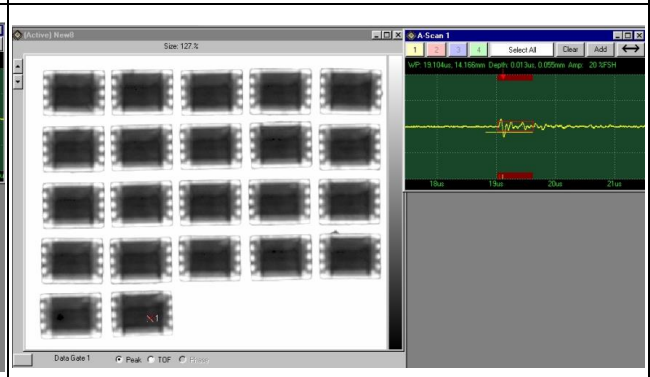 (Active) New8
Size: 127.%
1
Data Gate 1 Peak TOF
A-Scan 1
1 2 3 4 Select All Clear Add
WP: 19.104us, 14.166mm Depth: 0.013us, 0.055mm Amp: 20 %FSH
18us 19us 20us 21us